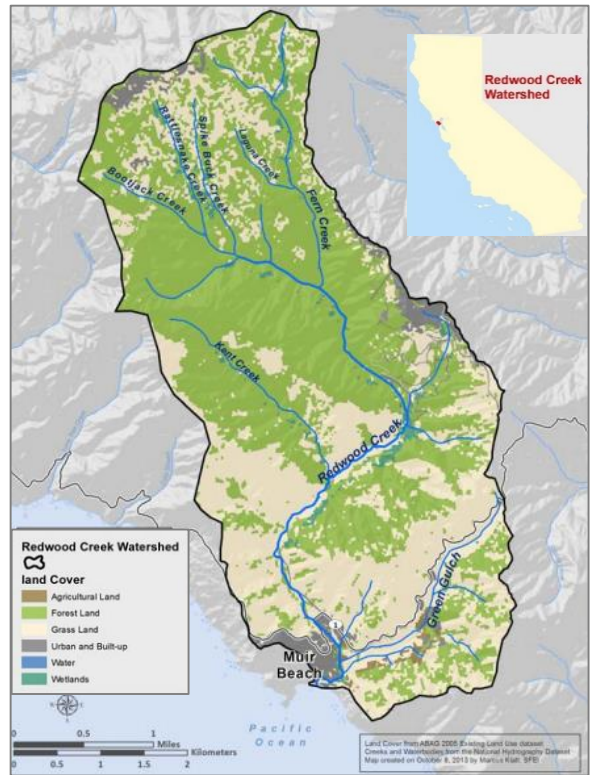 Redwood Creek
Watershed
Rattlesnake Creek
Spike Buck Creek
Laguna Creek
Bootjack Creek
Fern Creek
Kent Creek
Redwood Creek
Green Gulch
1
Muir
Beach
Redwood Creek Watershed
land Cover
Agricultural Land
Forest Land
Grass Land
Urban and Built-up
Water
Wetlands
N
0 0.5 1
Miles
Kilometers
0 0.5 1 1.5 2
Pacific
Ocean
Land Cover from ABAG 2005 Existing Land Use dataset
Creeks and Waterbodies from the National Hydrography Dataset
Map created on October 8, 2013 by Marcus Klatt, SFEI